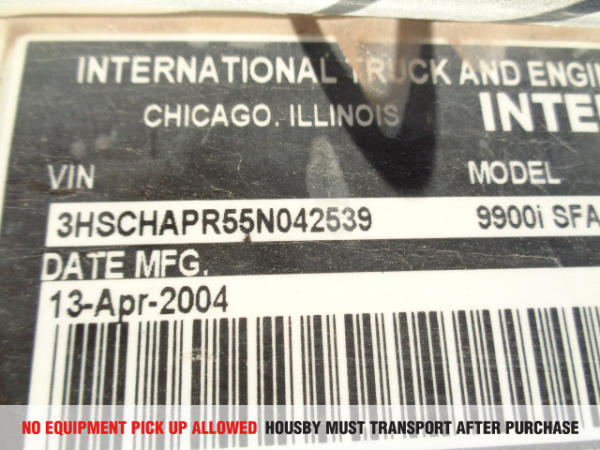 INTERNATIONAL TRUCK AND ENGIN
CHICAGO, ILLINOIS INTE
VIN MODEL
3HSCHAPR55N042539 9900i SFA
DATE MFG.
13-Apr-2004
NO EQUIPMENT PICK UP ALLOWED HOUSBY MUST TRANSPORT AFTER PURCHASE